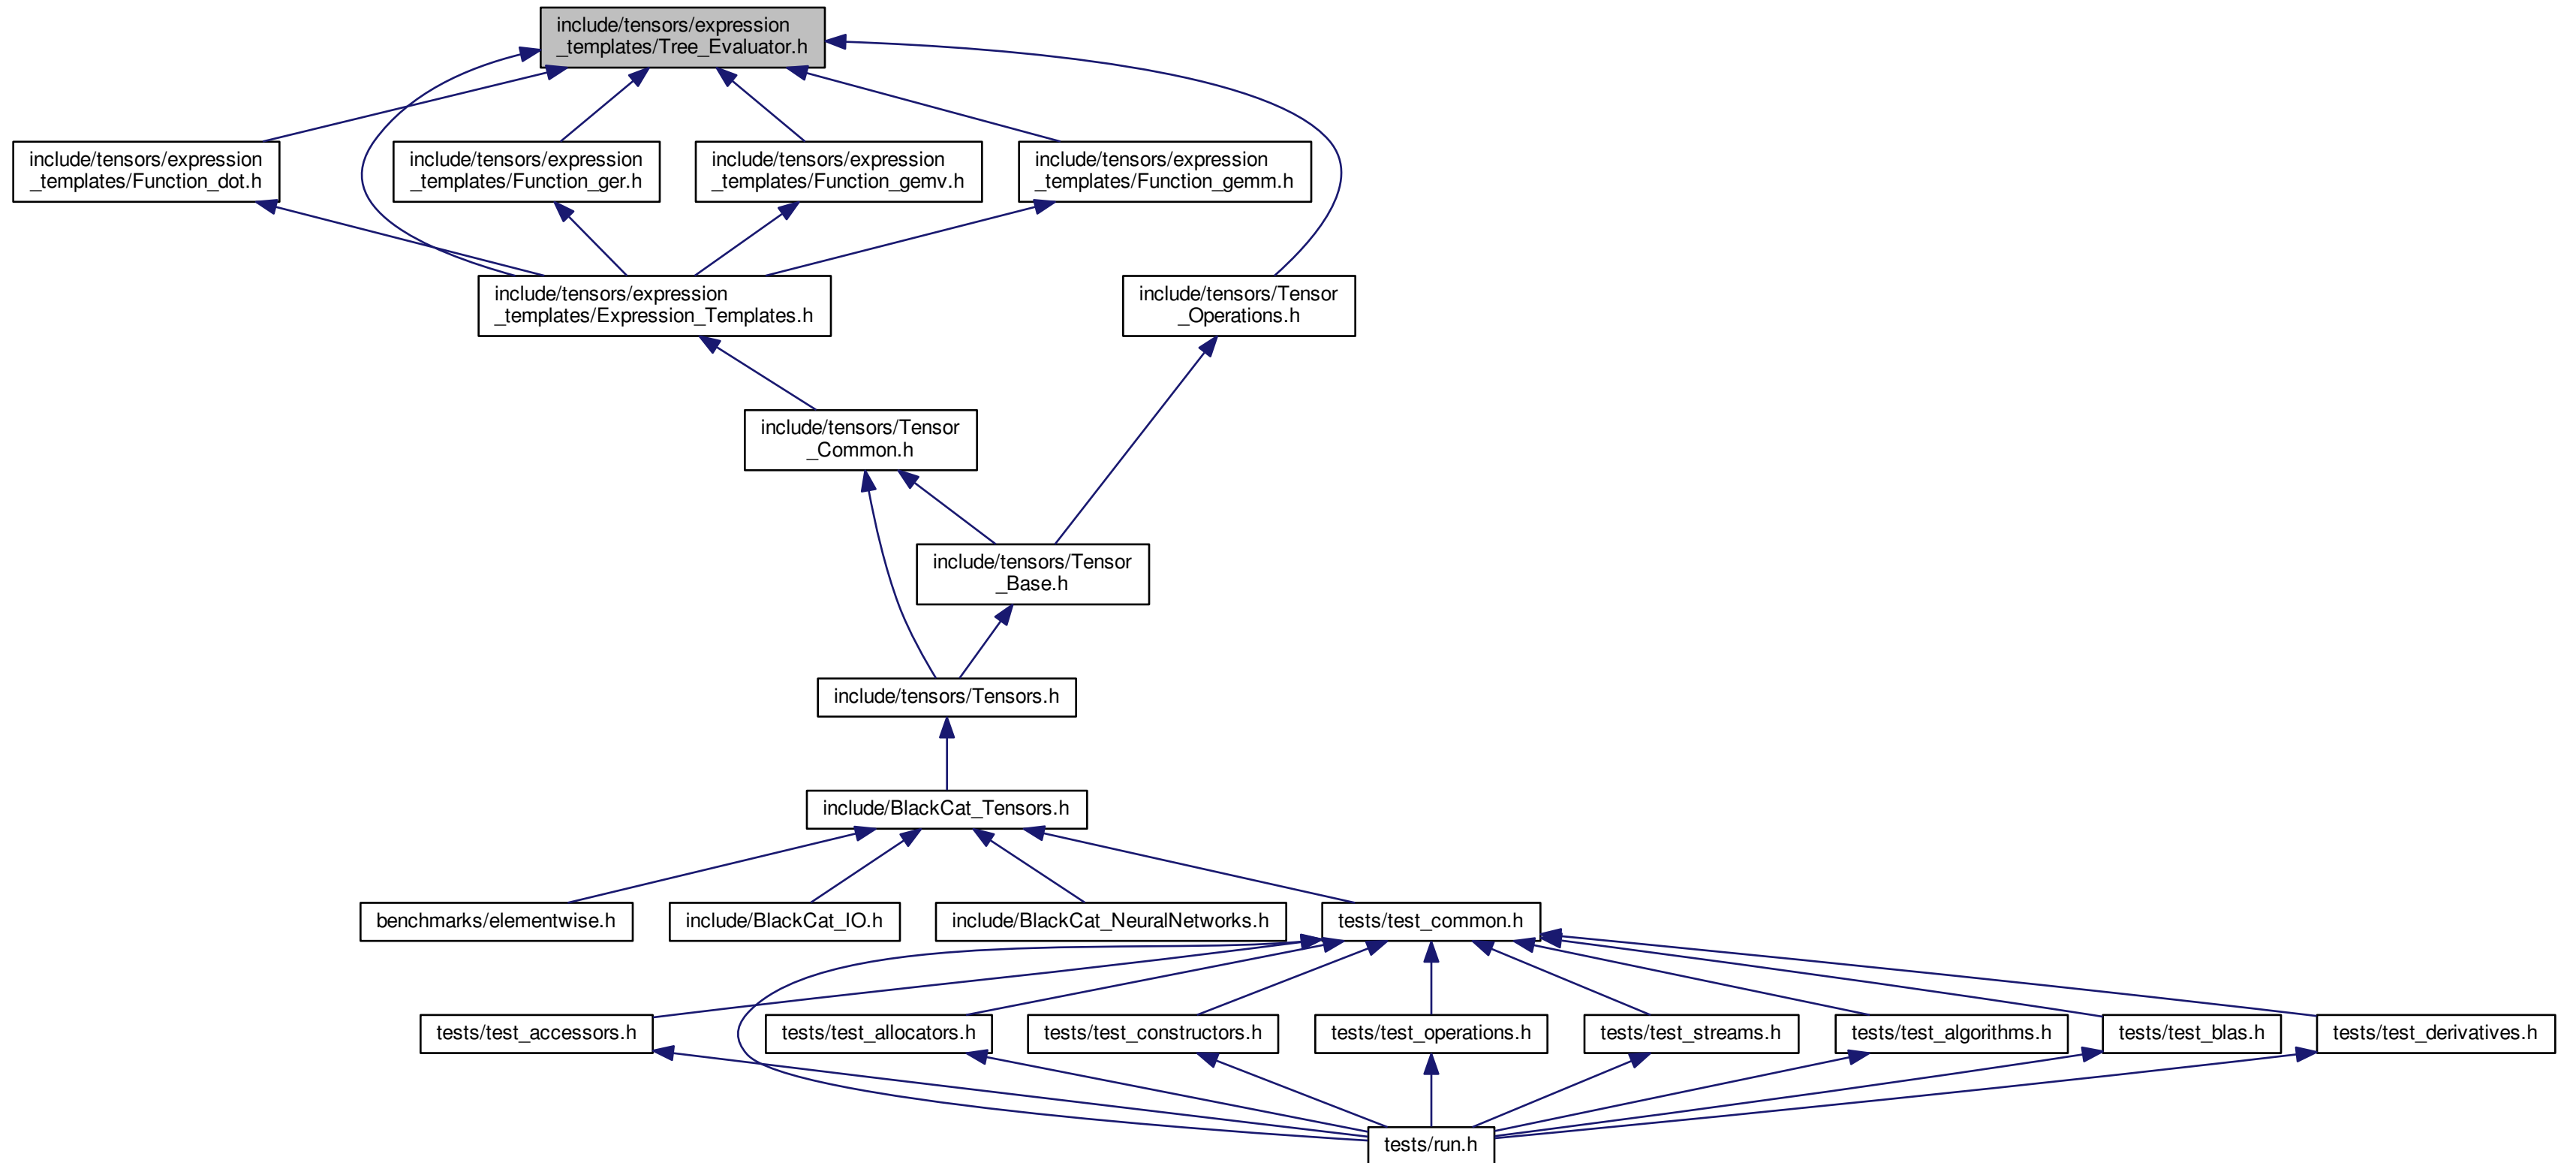 include/tensors/expression
_templates/Tree_Evaluator.h
include/tensors/expression
_templates/Function_dot.h
include/tensors/expression
_templates/Function_ger.h
include/tensors/expression
_templates/Function_gemv.h
include/tensors/expression
_templates/Function_gemm.h
include/tensors/expression
_templates/Expression_Templates.h
include/tensors/Tensor
_Operations.h
include/tensors/Tensor
_Common.h
include/tensors/Tensor
_Base.h
include/tensors/Tensors.h
include/BlackCat_Tensors.h
benchmarks/elementwise.h
include/BlackCat_IO.h
include/BlackCat_NeuralNetworks.h
tests/test_common.h
tests/test_accessors.h
tests/test_allocators.h
tests/test_constructors.h
tests/test_operations.h
tests/test_streams.h
tests/test_algorithms.h
tests/test_blas.h
tests/test_derivatives.h
tests/run.h